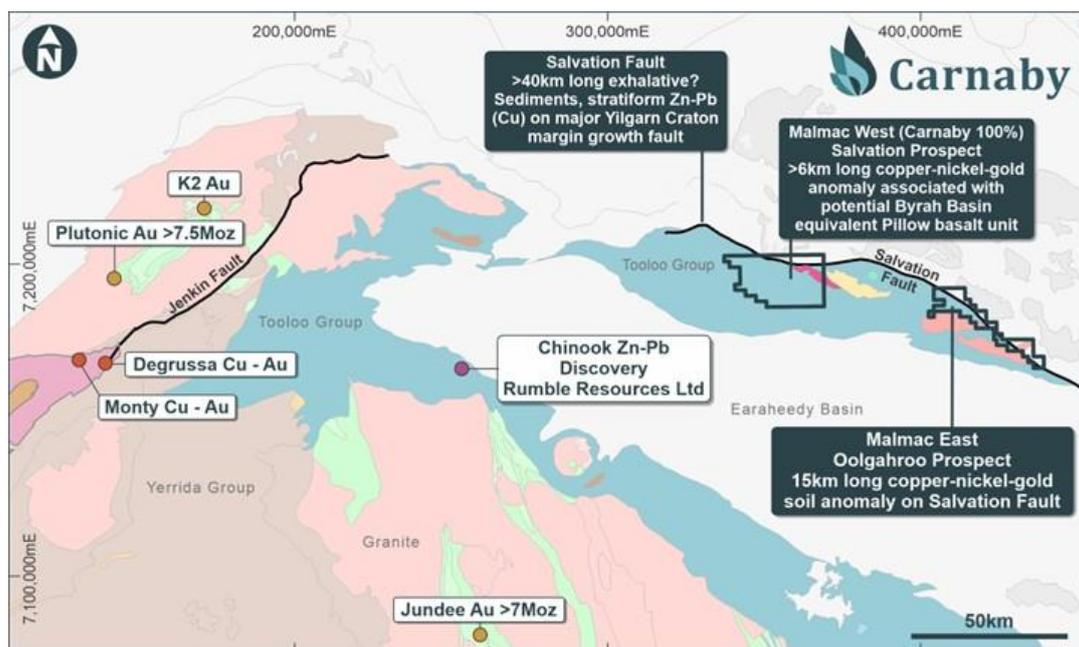 200,000mE
300,000mE
400,000mE
N
Carnaby
Salvation Fault
>40km long exhalative?
Sediments, stratiform Zn-Pb
(Cu) on major Yilgarn Craton
margin growth fault
Malmac West (Carnaby 100%)
Salvation Prospect
>6km long copper-nickel-gold
anomaly associated with
potential Byrah Basin
equivalent Pillow basalt unit
K2 Au
Plutonic Au >7.5Moz
7,200,000mE
Jenkin Fault
Tooloo Group
Salvation
Fault
Tooloo Group
Degrussa Cu - Au
Monty Cu - Au
Chinook Zn-Pb
Discovery
Rumble Resources Ltd
Earaheedy Basin
Malmac East
Oolgahroo Prospect
15km long copper-nickel-gold
soil anomaly on Salvation Fault
Yerrida Group
Granite
7,100,000mE
Jundee Au >7Moz
50km